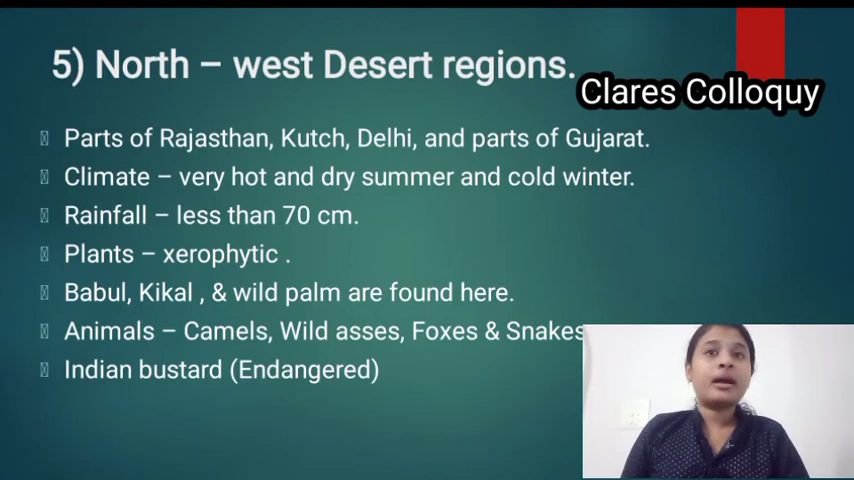 5) North – west Desert regions.
Clares Colloquy
Parts of Rajasthan, Kutch, Delhi, and parts of Gujarat.
Climate – very hot and dry summer and cold winter.
Rainfall – less than 70 cm.
Plants – xerophytic .
Babul, Kikal , & wild palm are found here.
Animals – Camels, Wild asses, Foxes & Snakes
Indian bustard (Endangered)